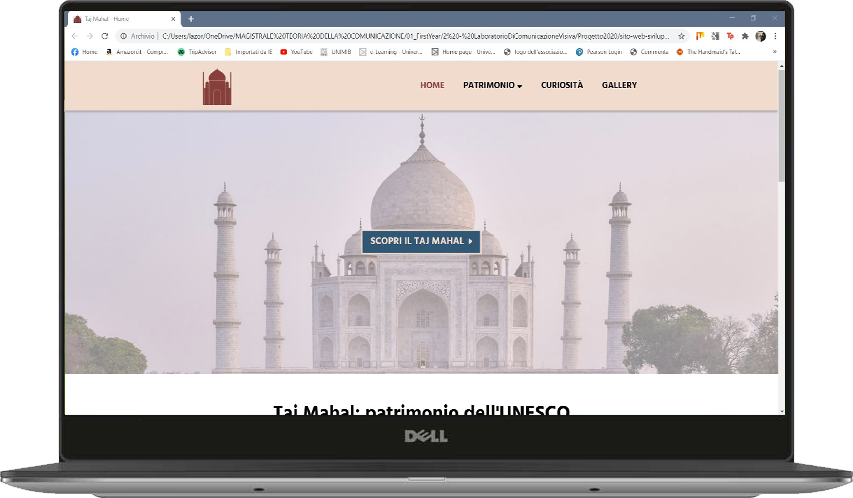 Taj Mahal - Home
Archivio | C:/Users/lazor/OneDrive/MAGISTRALE%20TEORIA%20DELLA%20COMUNICAZIONE/01_FirstYear/2%20-%20LaboratorioDiComunicazioneVisiva/Progetto2020/sito-web-svilup...
Home Amazon.it - Compr... TripAdvisor Importati da IE YouTube UNIMIB e-Learning - Univer... Home page - Unive... logo dell'associazio... Pearson Login Commenta The Handmaid's Tal... »
HOME PATRIMONIO CURIOSITÀ GALLERY
SCOPRI IL TAJ MAHAL
Taj Mahal: patrimonio dell'UNESCO
DELL